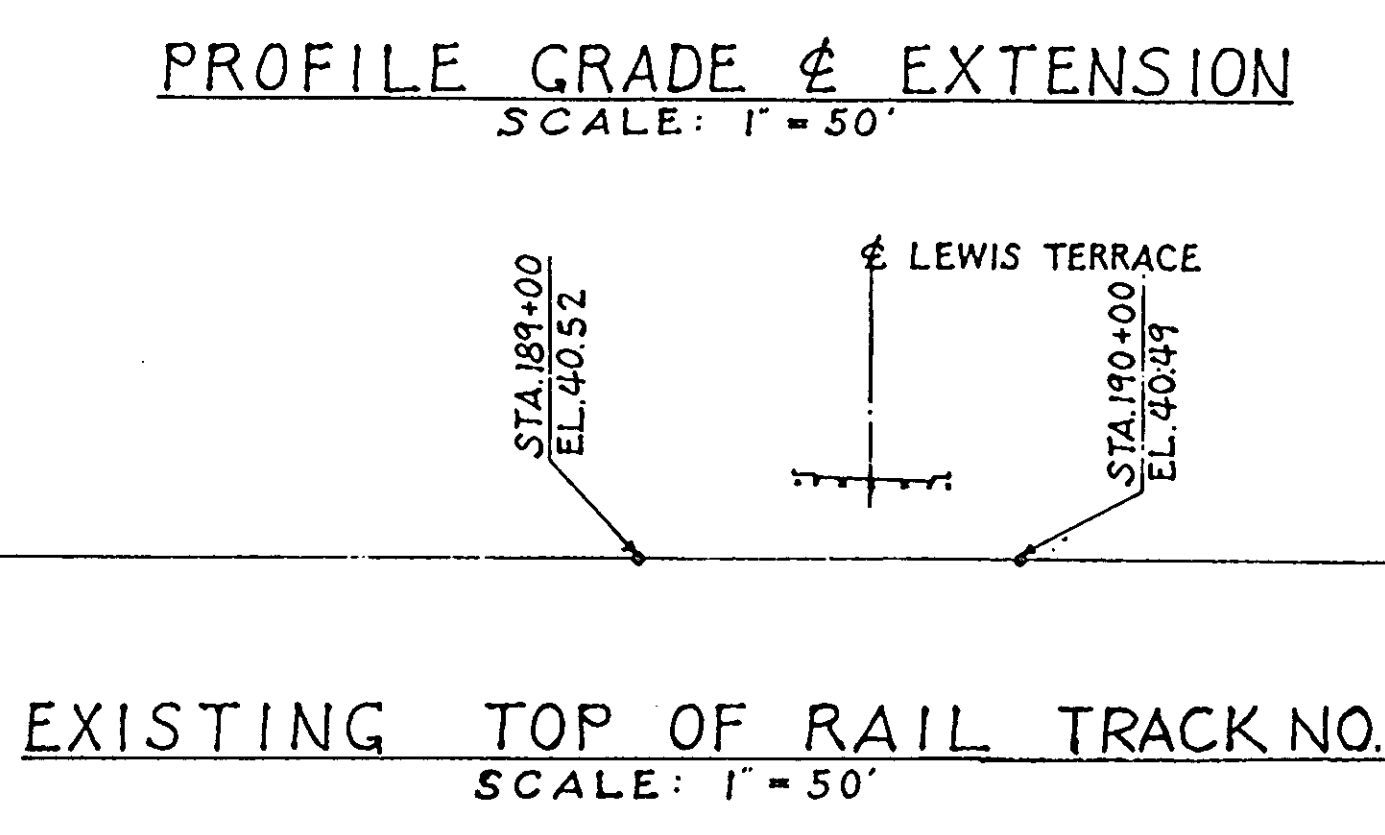 PROFILE GRADE ℄ EXTENSION
SCALE: 1" = 50'
℄ LEWIS TERRACE
STA.189+00
EL.40.52
STA.190+00
EL.40.49
EXISTING TOP OF RAIL TRACK NO.
SCALE: 1" = 50'